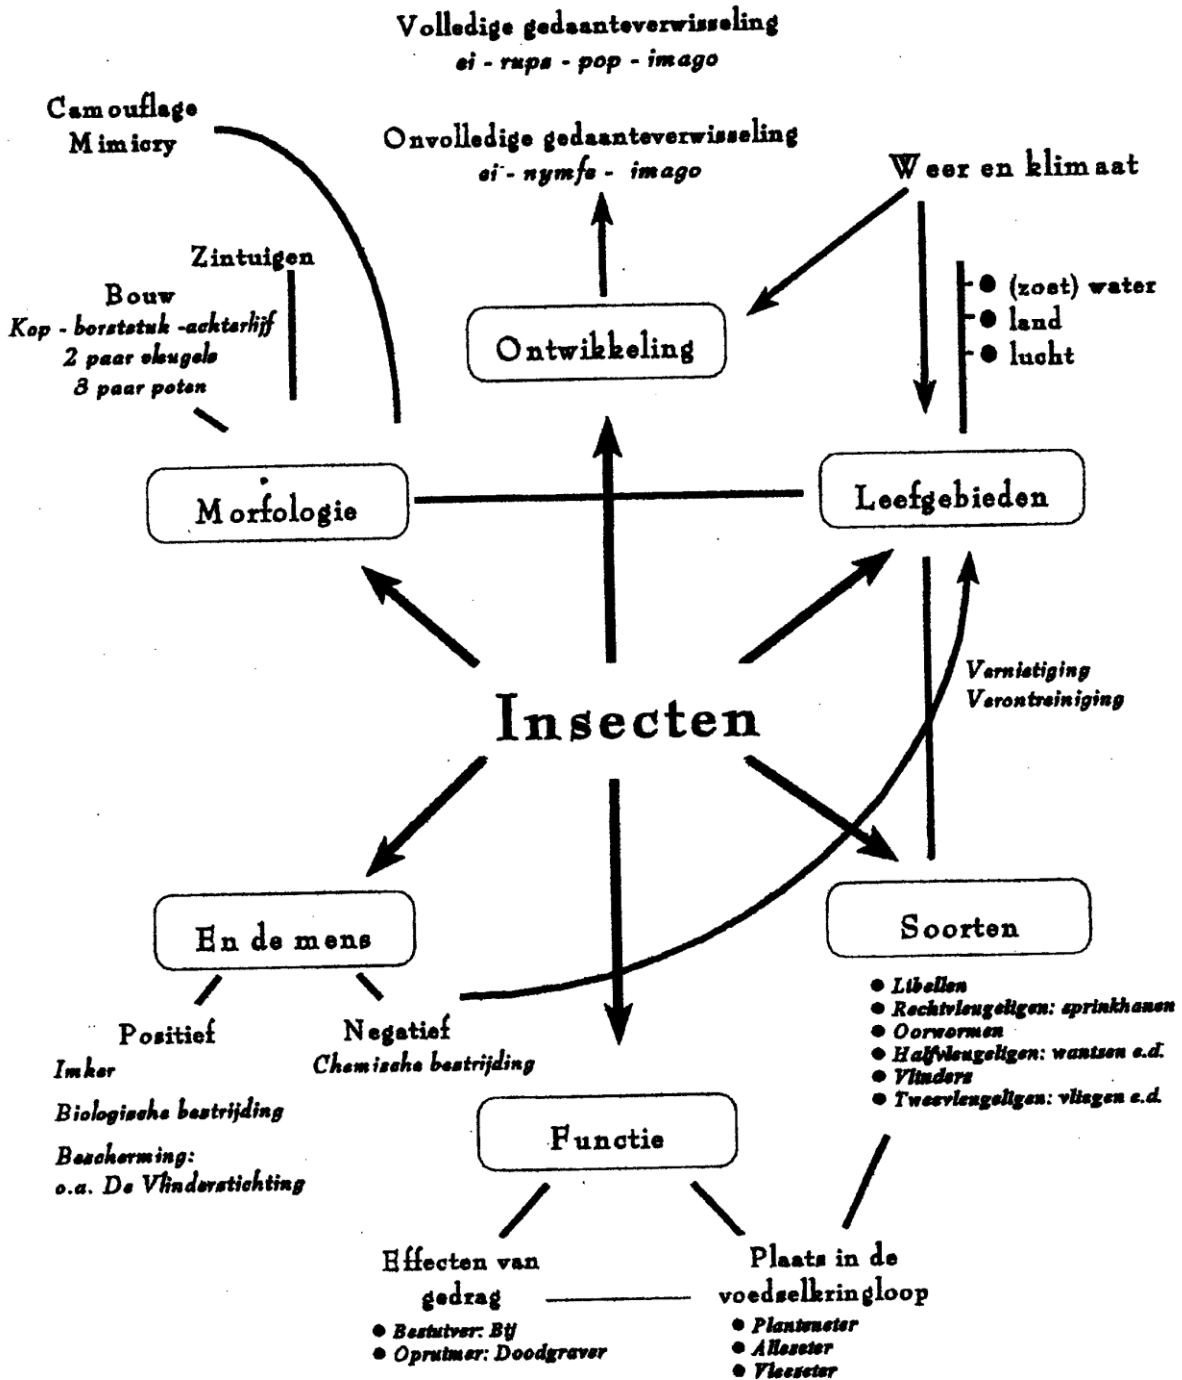 Volledige gedaanteverwisseling
ei - rups - pop - imago
Camouflage
Mimicry
Onvolledige gedaanteverwisseling
ei - nymfe - imago
Weer en klimaat
Zintuigen
Bouw
Kop - borststuk -achterlijf
2 paar vleugels
3 paar poten
(zoet) water
land
lucht
Ontwikkeling
Morfologie
Leefgebieden
Vernietiging
Verontreiniging
Insecten
En de mens
Soorten
Libellen
Rechtvleugeligen: sprinkhanen
Oorwormen
Halfvleugeligen: wantsen e.d.
Vlinders
Tweevleugeligen: vliegen e.d.
Positief
Imker
Biologische bestrijding
Bescherming:
o.a. De Vlinderstichting
Negatief
Chemische bestrijding
Functie
Effecten van
gedrag
Bestuiver: Bij
Opruimer: Doodgraver
Plaats in de
voedselkringloop
Planteneter
Alleseter
Vleeseter